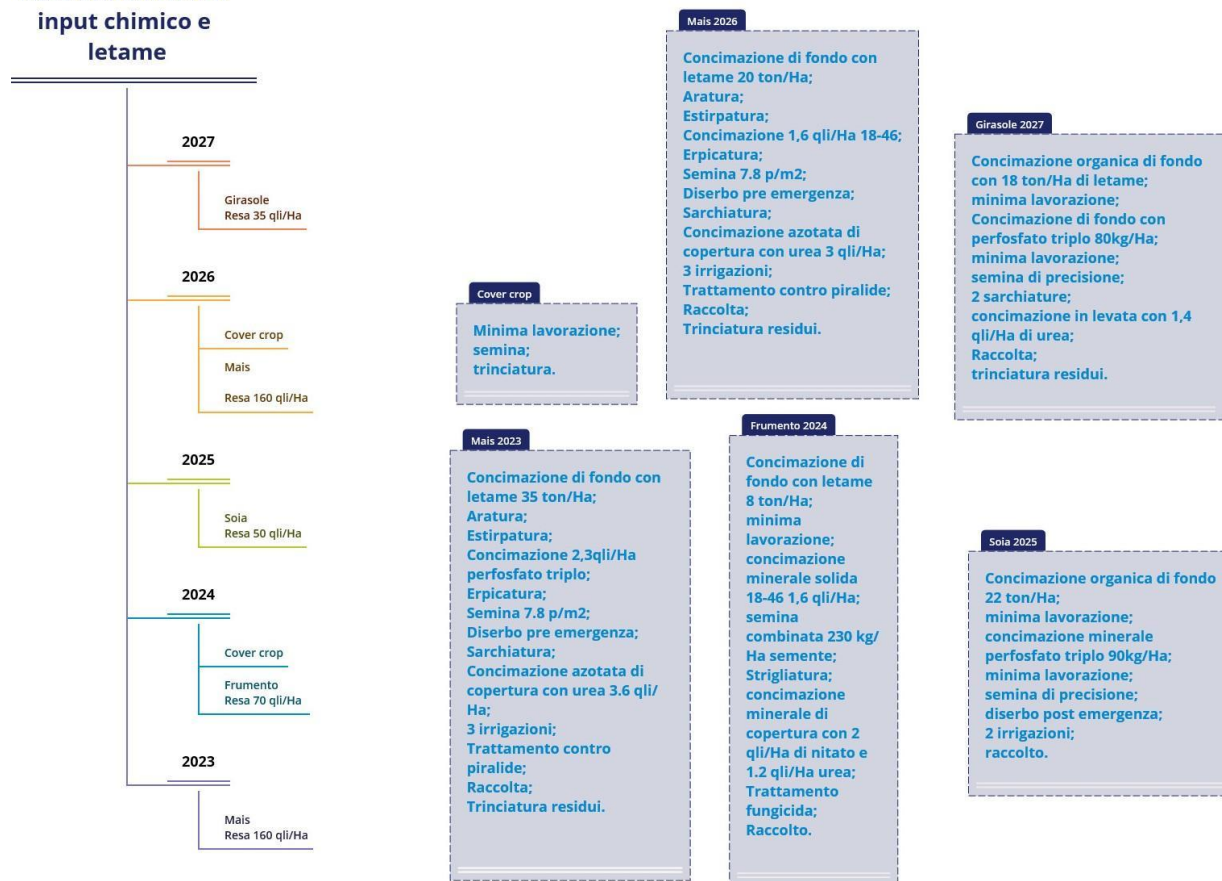 input chimico e
letame
2027
Girasole
Resa 35 qli/Ha
2026
Cover crop
Mais
Resa 160 qli/Ha
2025
Soia
Resa 50 qli/Ha
2024
Cover crop
Frumento
Resa 70 qli/Ha
2023
Mais
Resa 160 qli/Ha
Cover crop
Minima lavorazione;
semina;
trinciatura.
Mais 2026
Concimazione di fondo con
letame 20 ton/Ha;
Aratura;
Estirpatura;
Concimazione 1,6 qli/Ha 18-46;
Erpicatura;
Semina 7.8 p/m2;
Diserbo pre emergenza;
Sarchiatura;
Concimazione azotata di
copertura con urea 3 qli/Ha;
3 irrigazioni;
Trattamento contro piralide;
Raccolta;
Trinciatura residui.
Girasole 2027
Concimazione organica di fondo
con 18 ton/Ha di letame;
minima lavorazione;
Concimazione di fondo con
perfosfato triplo 80kg/Ha;
minima lavorazione;
semina di precisione;
2 sarchiature;
concimazione in levata con 1,4
qli/Ha di urea;
Raccolta;
trinciatura residui.
Mais 2023
Concimazione di fondo con
letame 35 ton/Ha;
Aratura;
Estirpatura;
Concimazione 2,3qli/Ha
perfosfato triplo;
Erpicatura;
Semina 7.8 p/m2;
Diserbo pre emergenza;
Sarchiatura;
Concimazione azotata di
copertura con urea 3.6 qli/
Ha;
3 irrigazioni;
Trattamento contro
piralide;
Raccolta;
Trinciatura residui.
Frumento 2024
Concimazione di
fondo con letame
8 ton/Ha;
minima
lavorazione;
concimazione
minerale solida
18-46 1,6 qli/Ha;
semina
combinata 230 kg/
Ha semente;
Strigliatura;
concimazione
minerale di
copertura con 2
qli/Ha di nitato e
1.2 qli/Ha urea;
Trattamento
fungicida;
Raccolto.
Soia 2025
Concimazione organica di fondo
22 ton/Ha;
minima lavorazione;
concimazione minerale
perfosfato triplo 90kg/Ha;
minima lavorazione;
semina di precisione;
diserbo post emergenza;
2 irrigazioni;
raccolto.